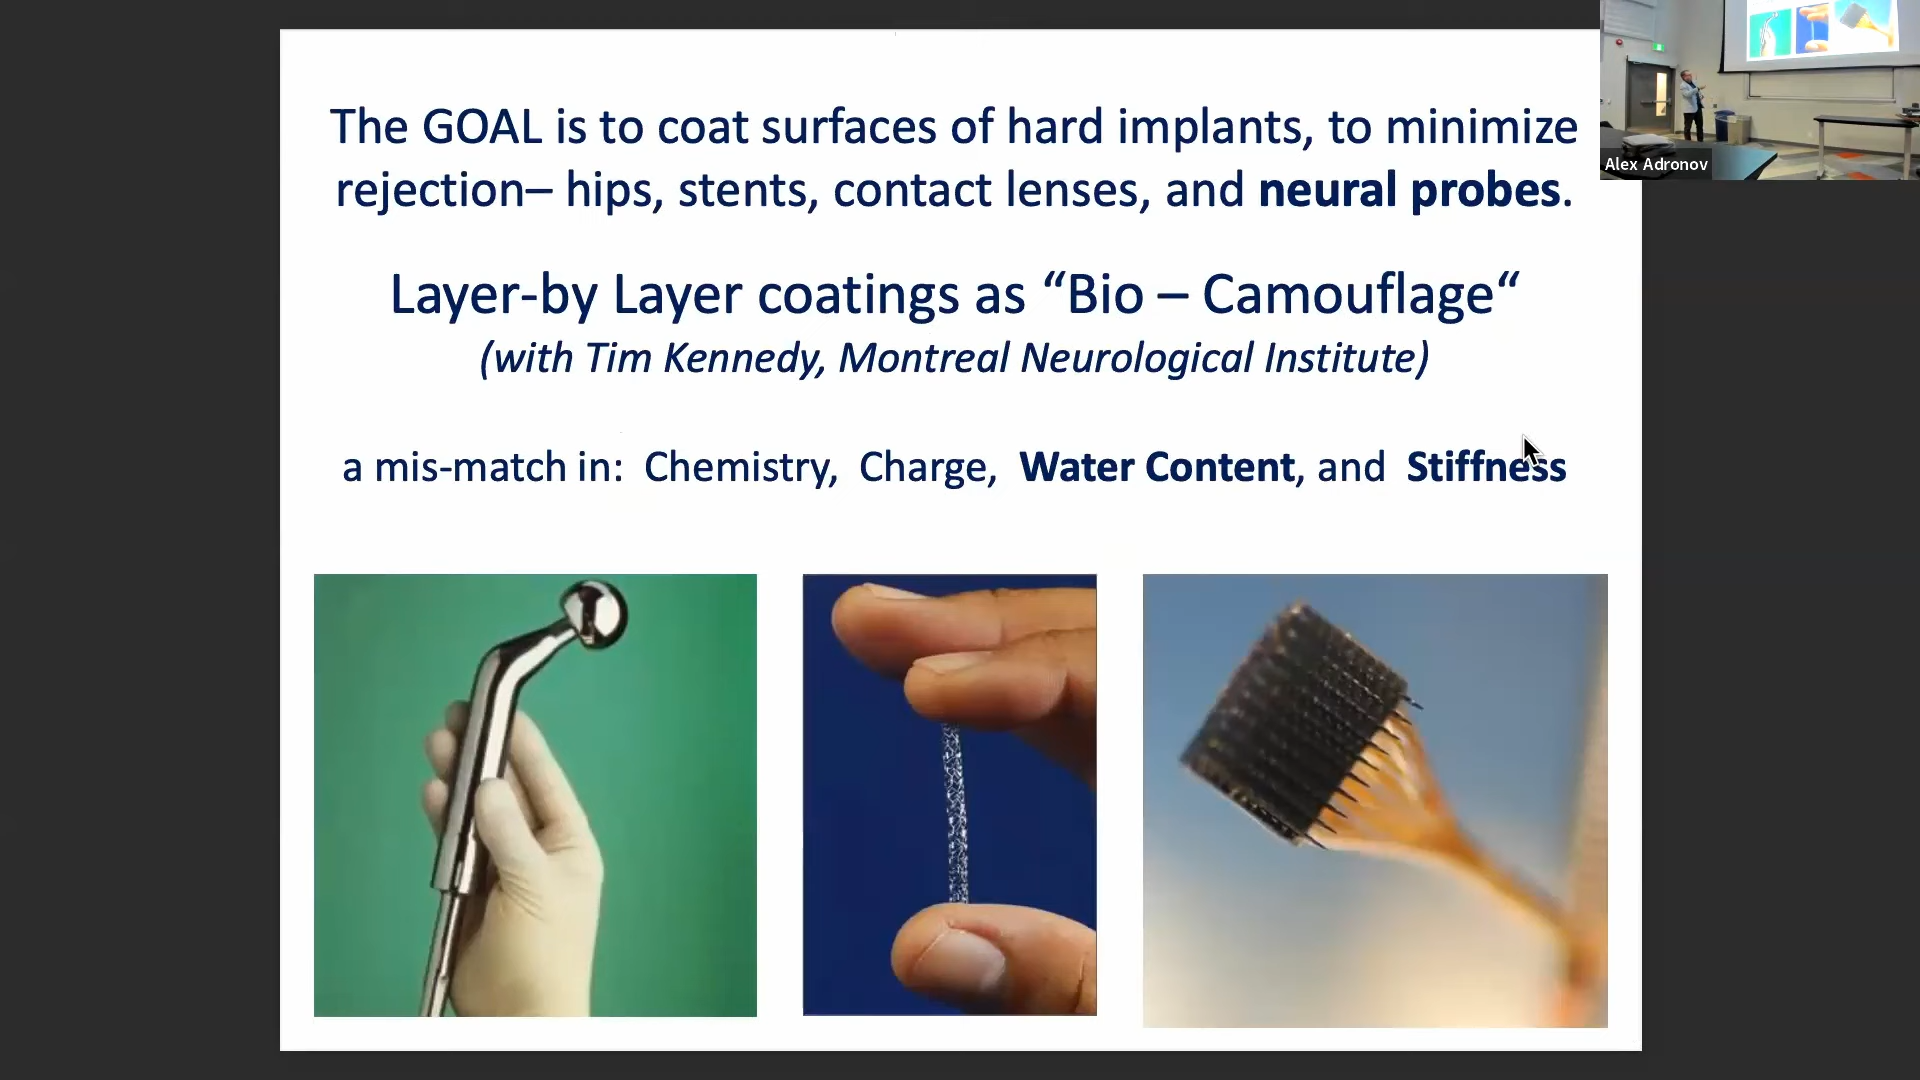 The GOAL is to coat surfaces of hard implants, to minimize
rejection– hips, stents, contact lenses, and neural probes.
Layer-by Layer coatings as “Bio – Camouflage“
(with Tim Kennedy, Montreal Neurological Institute)
a mis-match in: Chemistry, Charge, Water Content, and Stiffness
Alex Adronov